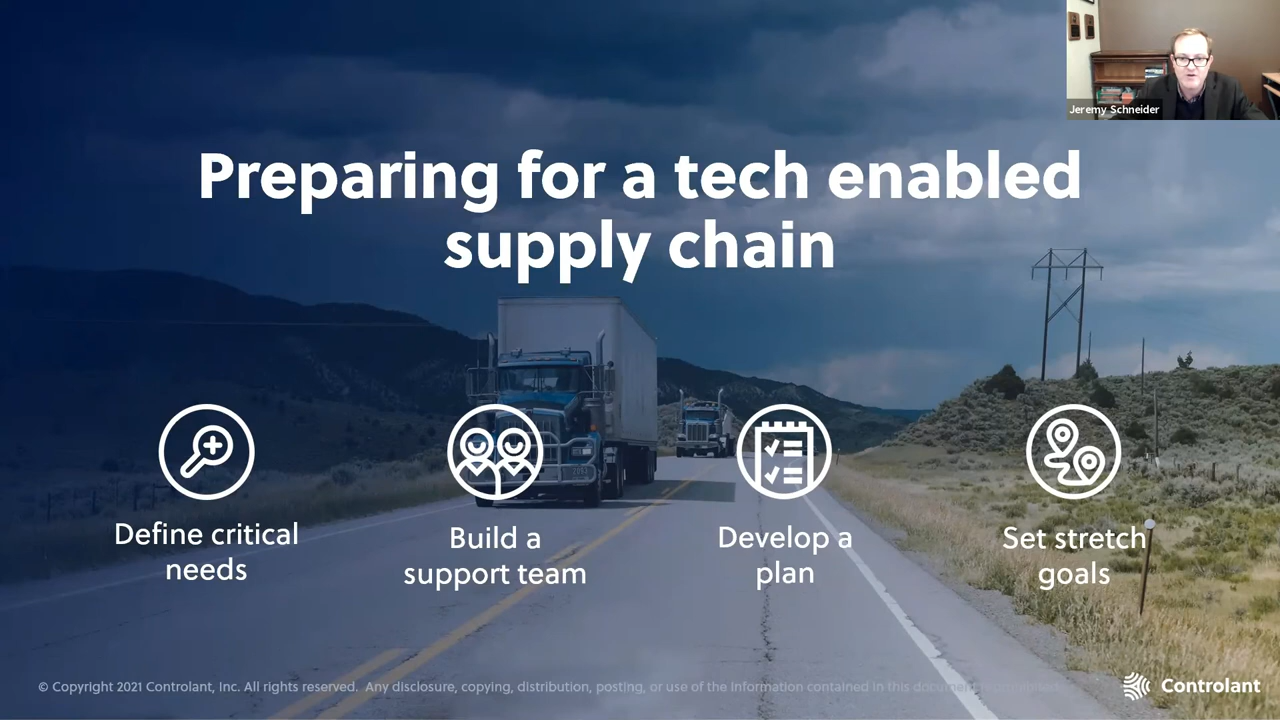 Jeremy Schneider
Preparing for a tech enabled
supply chain
Define critical
needs
Build a
support team
Develop a
plan
Set stretch
goals
© Copyright 2021 Controlant, Inc. All rights reserved. Any disclosure, copying, distribution, posting, or use of the information contained in this document
Controlant